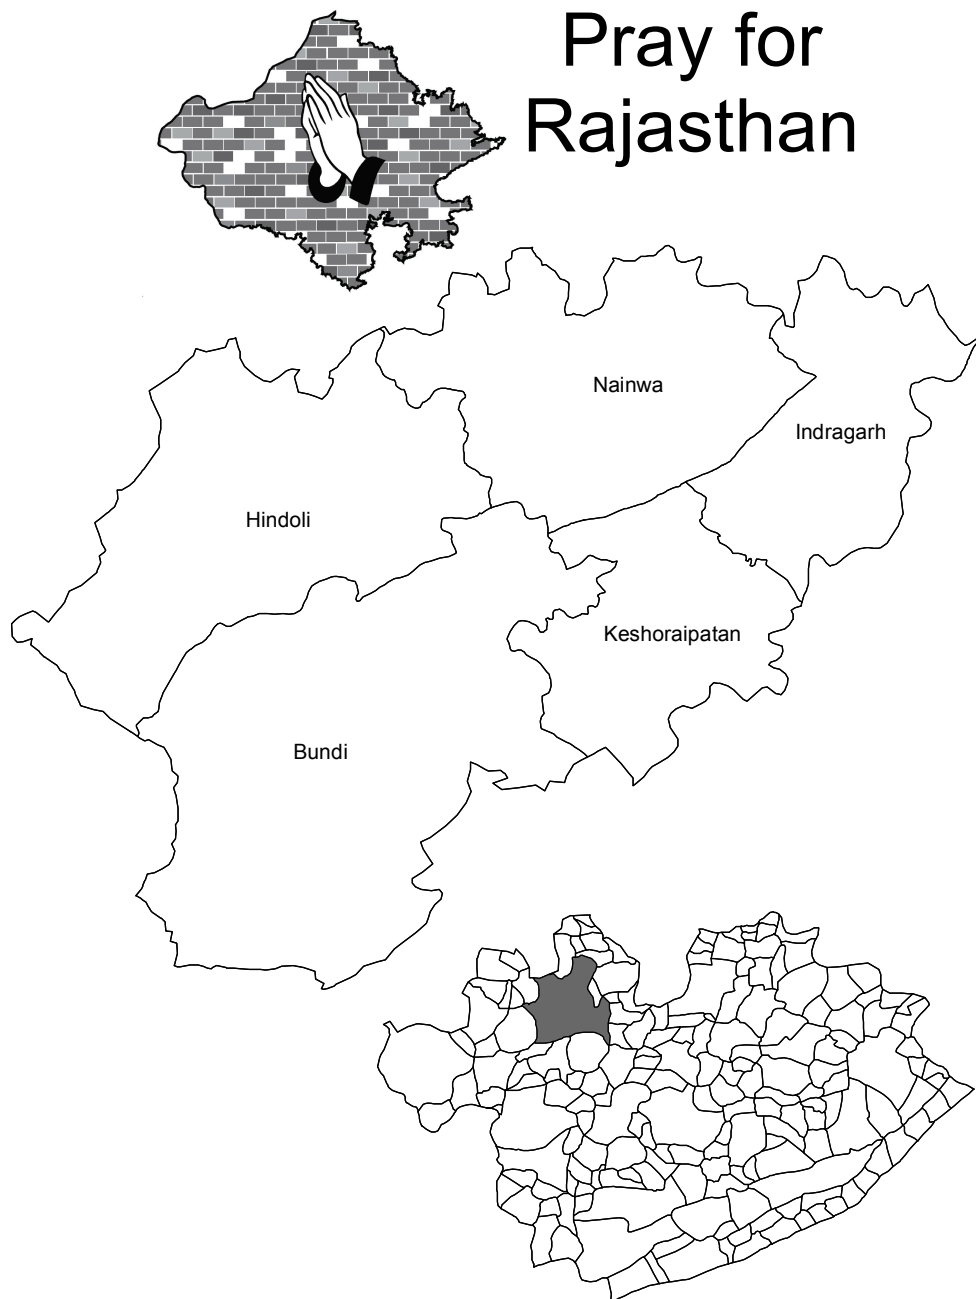 Pray for
Rajasthan
Nainwa
Indragarh
Hindoli
Keshoraipatan
Bundi